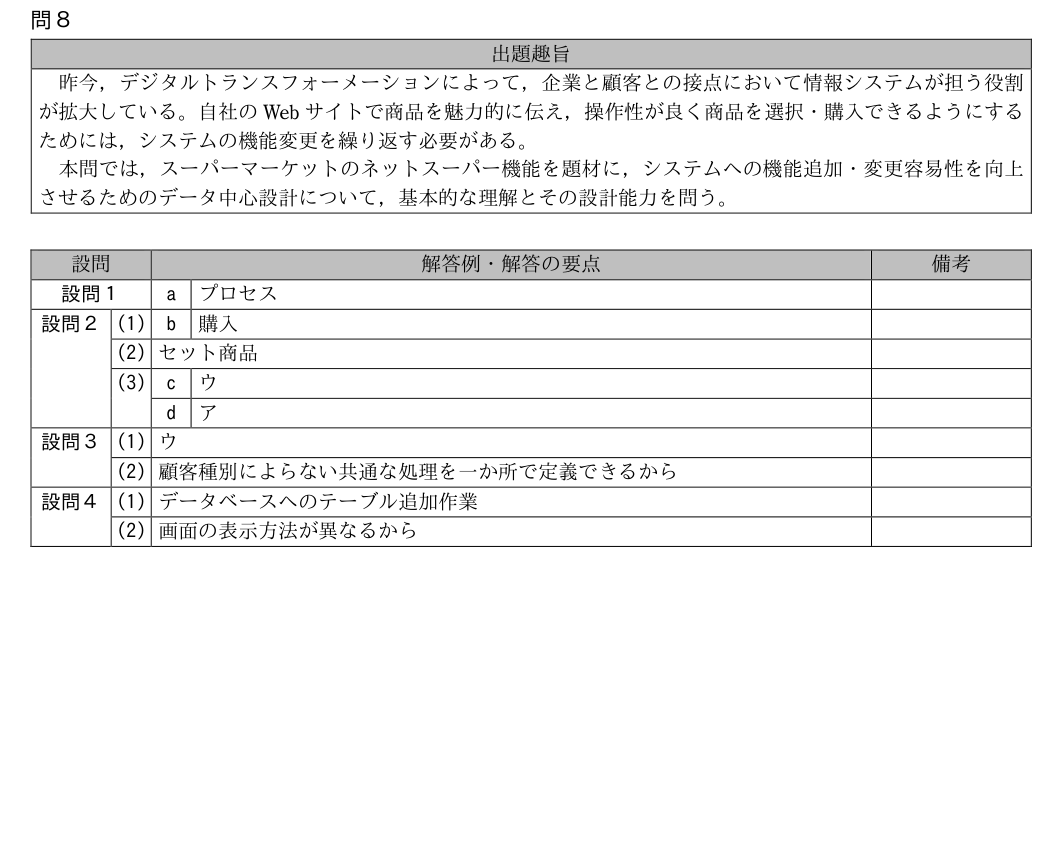 問8
出題趣旨
昨今，デジタルトランスフォーメーションによって，企業と顧客との接点において情報システムが担う役割
が拡大している。自社の Web サイトで商品を魅力的に伝え，操作性が良く商品を選択・購入できるようにする
ためには，システムの機能変更を繰り返す必要がある。
本問では，スーパーマーケットのネットスーパー機能を題材に，システムへの機能追加・変更容易性を向上
させるためのデータ中心設計について，基本的な理解とその設計能力を問う。
設問 解答例・解答の要点 備考
設問1 a プロセス
設問2 (1) b 購入
(2) セット商品
(3) c ウ
d ア
設問3 (1) ウ
(2) 顧客種別によらない共通な処理を一か所で定義できるから
設問4 (1) データベースへのテーブル追加作業
(2) 画面の表示方法が異なるから